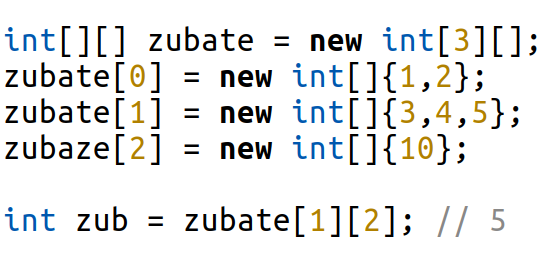 int[][] zubate = new int[3][];
zubate[0] = new int[]{1,2};
zubate[1] = new int[]{3,4,5};
zubaze[2] = new int[]{10};
int zub = zubate[1][2]; // 5